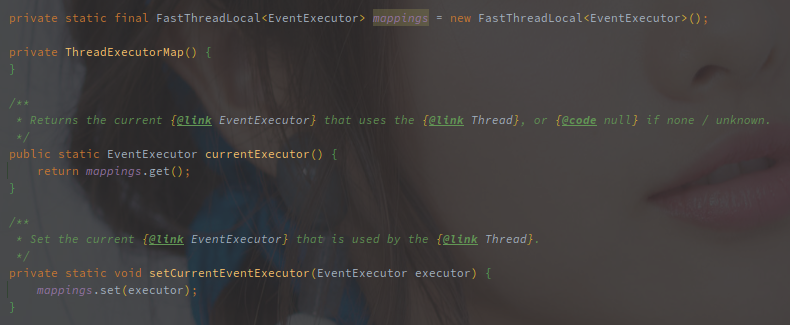 private static final FastThreadLocal<EventExecutor> mappings = new FastThreadLocal<EventExecutor>();
private ThreadExecutorMap() {
}
/**
* Returns the current {@link EventExecutor} that uses the {@link Thread}, or {@code null} if none / unknown.
*/
public static EventExecutor currentExecutor() {
return mappings.get();
}
/**
* Set the current {@link EventExecutor} that is used by the {@link Thread}.
*/
private static void setCurrentEventExecutor(EventExecutor executor) {
mappings.set(executor);
}